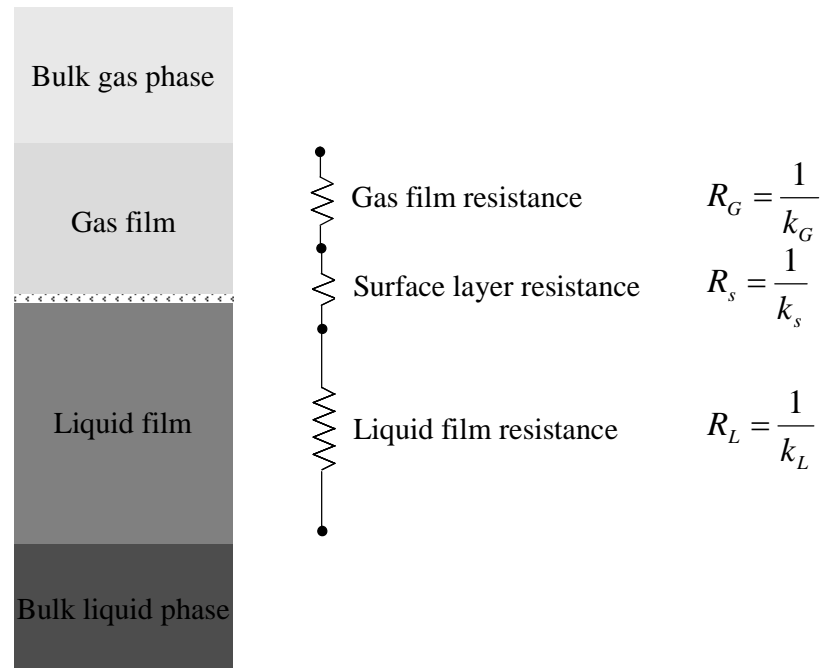 Bulk gas phase
Gas film
Gas film resistance
R_G = 1/k_G
Surface layer resistance
R_s = 1/k_s
Liquid film
Liquid film resistance
R_L = 1/k_L
Bulk liquid phase